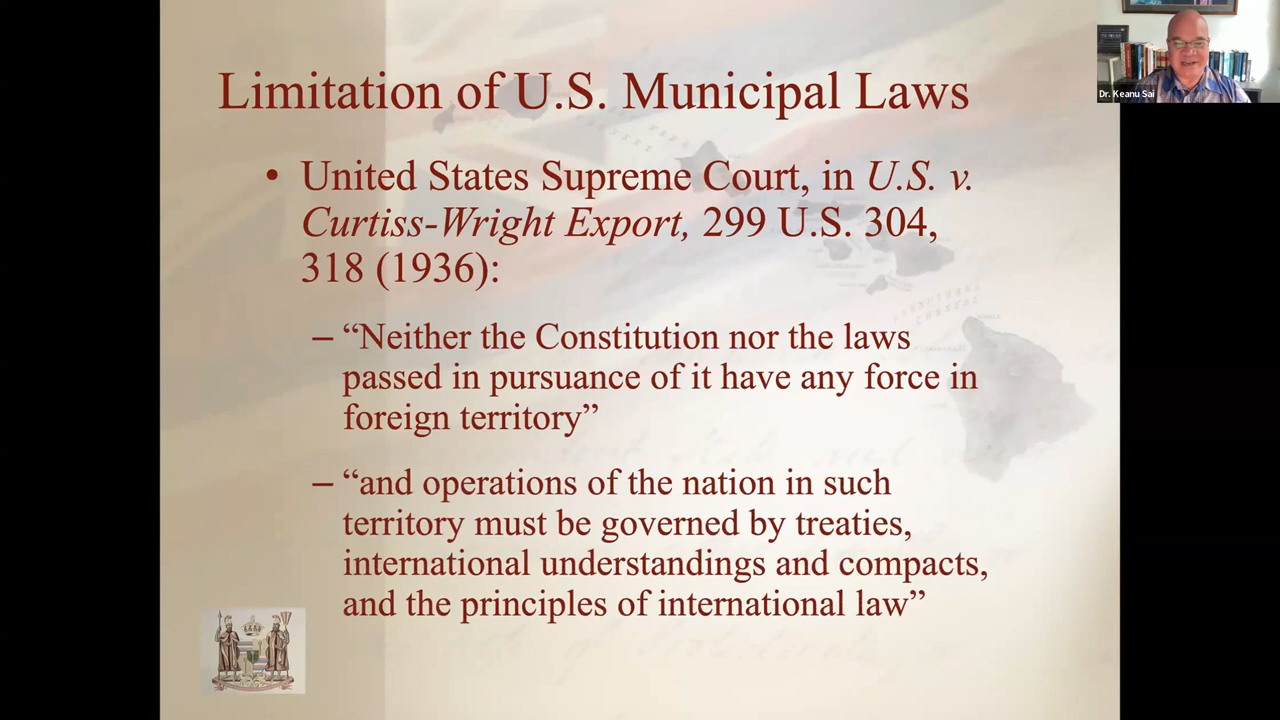 Limitation of U.S. Municipal Laws
• United States Supreme Court, in U.S. v.
Curtiss-Wright Export, 299 U.S. 304,
318 (1936):
– “Neither the Constitution nor the laws
passed in pursuance of it have any force in
foreign territory”
– “and operations of the nation in such
territory must be governed by treaties,
international understandings and compacts,
and the principles of international law”
Dr. Keanu Sai